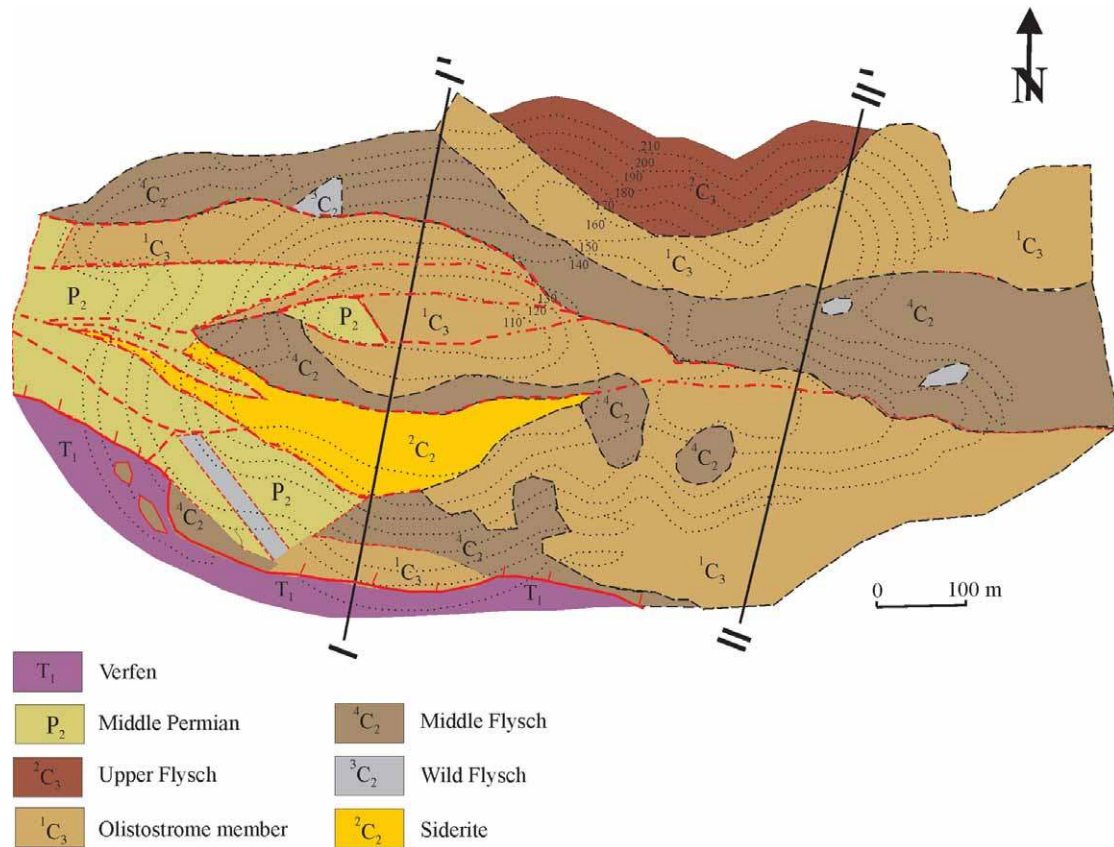 I'
II'
N
210
200
190
180
170
160
150
140
²C₃
⁴C₂
³C₂
¹C₃
¹C₃
¹C₃
P₂
130
120
110
P₂
¹C₃
⁴C₂
⁴C₂
⁴C₂
²C₂
⁴C₂
T₁
P₂
⁴C₂
⁴C₂
¹C₃
¹C₃
T₁
T₁
0 100 m
I
II
T₁ Verfen
P₂ Middle Permian
²C₃ Upper Flysch
¹C₃ Olistostrome member
⁴C₂ Middle Flysch
³C₂ Wild Flysch
²C₂ Siderite